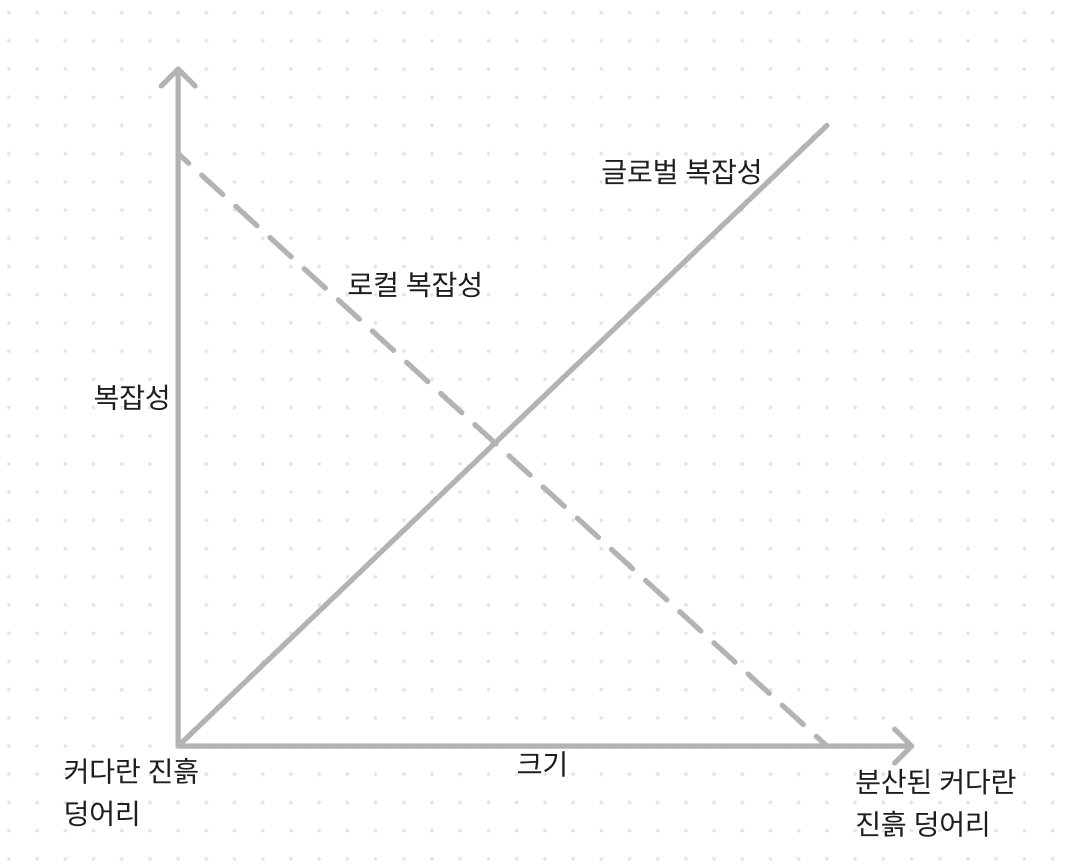 글로벌 복잡성
로컬 복잡성
복잡성
커다란 진흙
덩어리
크기
분산된 커다란
진흙 덩어리